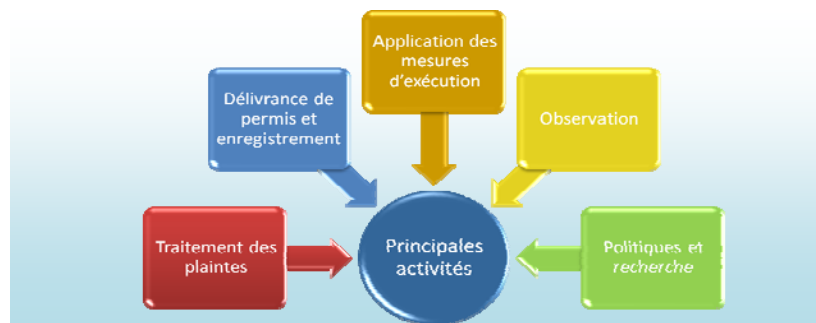 Application des
mesures
d'exécution
Délivrance de
permis et
enregistrement
Observation
Traitement des
plaintes
Principales
activités
Politiques et
recherche